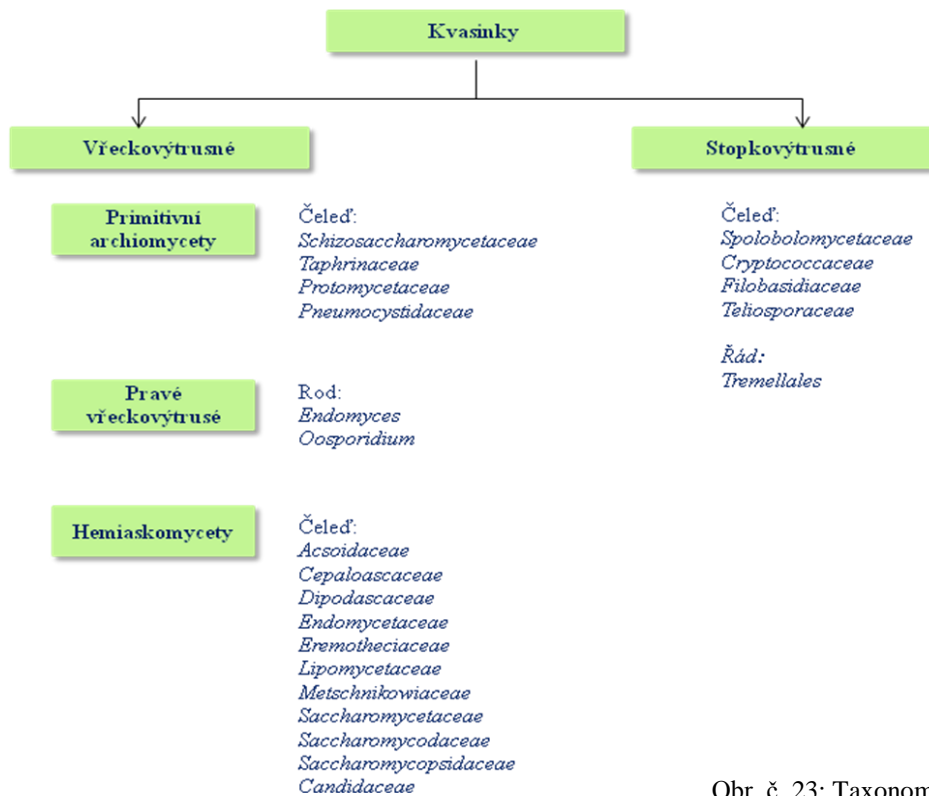 Kvasinky
Vřeckovýtrusné
Stopkovýtrusné
Primitivní
archiomycety
Čeleď:
Schizosaccharomycetaceae
Taphrinaceae
Protomycetaceae
Pneumocystidaceae
Čeleď:
Spolobolomycetaceae
Cryptococcaceae
Filobasidiaceae
Teliosporaceae
Řád:
Tremellales
Pravé
vřeckovýtrusé
Rod:
Endomyces
Oosporidium
Hemiaskomycety
Čeleď:
Acsoidaceae
Cepaloascaceae
Dipodascaceae
Endomycetaceae
Eremotheciaceae
Lipomycetaceae
Metschnikowiaceae
Saccharomycetaceae
Saccharomycodaceae
Saccharomycopsidaceae
Candidaceae
Obr. č. 23: Taxonom